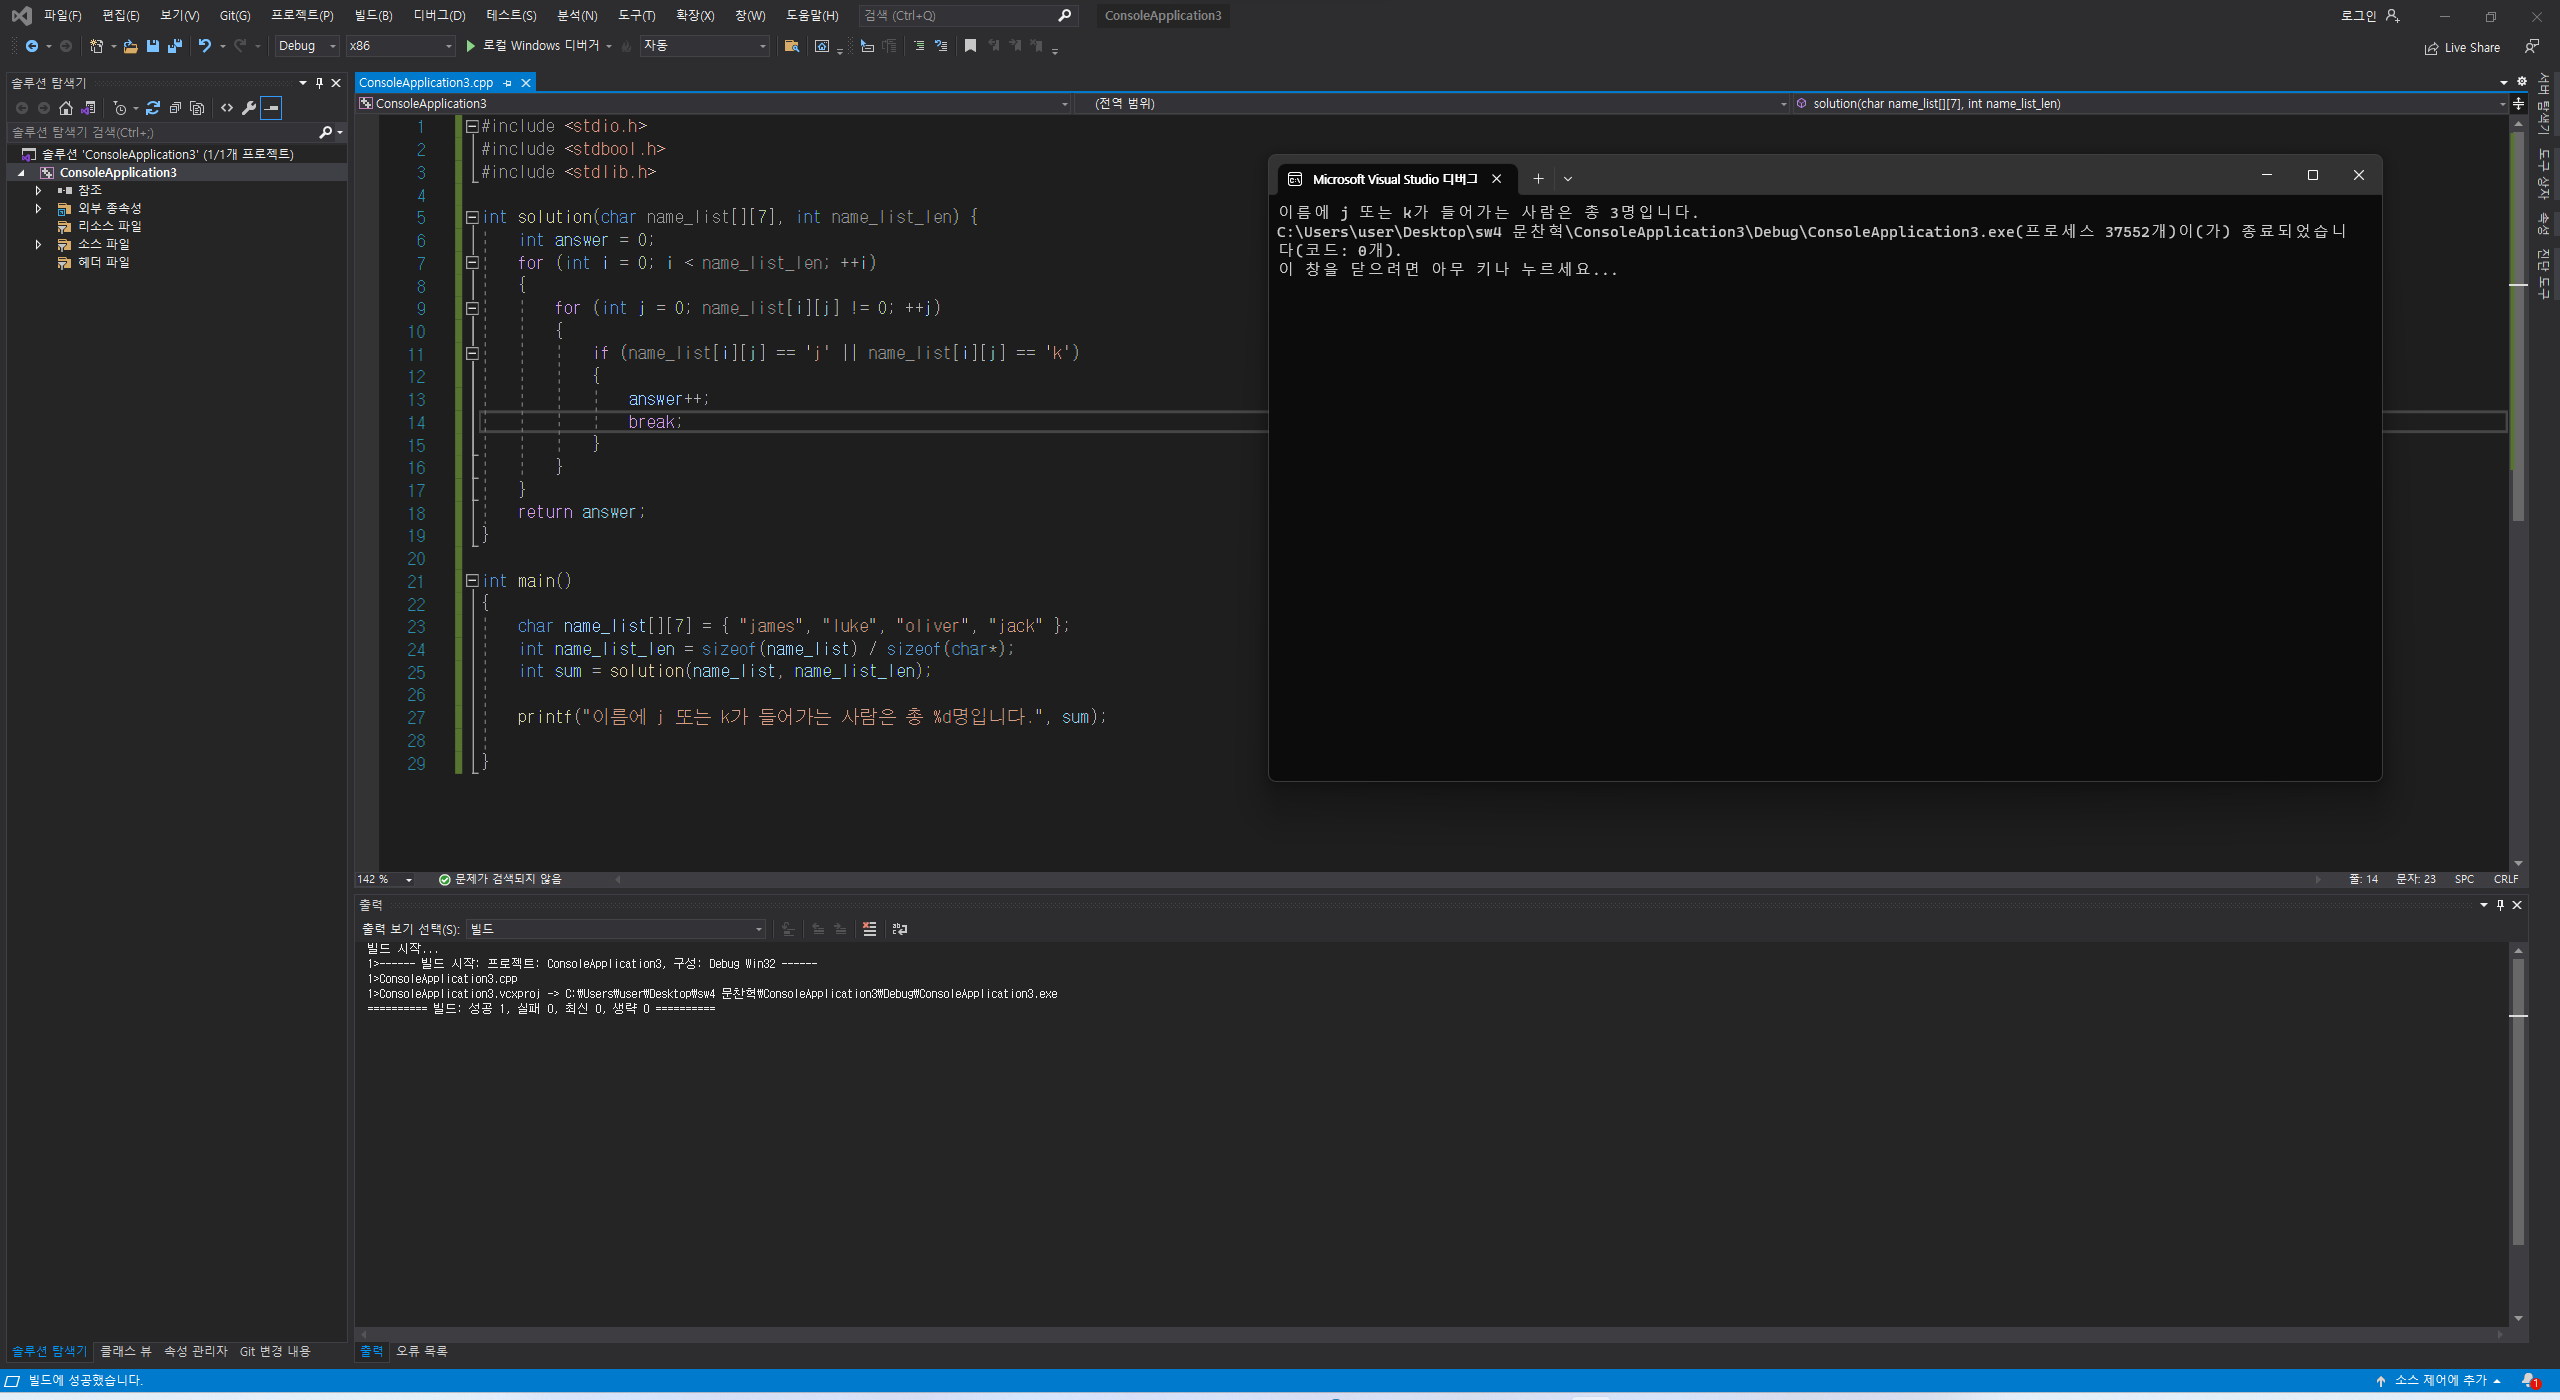 파일(F) 편집(E) 보기(V) Git(G) 프로젝트(P) 빌드(B) 디버그(D) 테스트(S) 분석(N) 도구(T) 확장(X) 창(W) 도움말(H) 검색 (Ctrl+Q) ConsoleApplication3 로그인
Debug x86 로컬 Windows 디버거 자동 Live Share
솔루션 탐색기
솔루션 탐색기 검색(Ctrl+;)
솔루션 'ConsoleApplication3' (1/1개 프로젝트)
ConsoleApplication3
참조
외부 종속성
리소스 파일
소스 파일
헤더 파일
ConsoleApplication3.cpp
ConsoleApplication3 (전역 범위) solution(char name_list[][7], int name_list_len)
1 #include <stdio.h>
2 #include <stdbool.h>
3 #include <stdlib.h>
4
5 int solution(char name_list[][7], int name_list_len) {
6 int answer = 0;
7 for (int i = 0; i < name_list_len; ++i)
8 {
9 for (int j = 0; name_list[i][j] != 0; ++j)
10 {
11 if (name_list[i][j] == 'j' || name_list[i][j] == 'k')
12 {
13 answer++;
14 break;
15 }
16 }
17 }
18 return answer;
19 }
20
21 int main()
22 {
23 char name_list[][7] = { "james", "luke", "oliver", "jack" };
24 int name_list_len = sizeof(name_list) / sizeof(char*);
25 int sum = solution(name_list, name_list_len);
26
27 printf("이름에 j 또는 k가 들어가는 사람은 총 %d명입니다.", sum);
28
29 }
Microsoft Visual Studio 디버그
이름에 j 또는 k가 들어가는 사람은 총 3명입니다.
C:\Users\user\Desktop\sw4 문찬혁\ConsoleApplication3\Debug\ConsoleApplication3.exe(프로세스 37552개)이(가) 종료되었습니
다(코드: 0개).
이 창을 닫으려면 아무 키나 누르세요...
서버 탐색기
도구 상자
속성
진단 도구
142 % 문제가 검색되지 않음 줄: 14 문자: 23 SPC CRLF
출력
출력 보기 선택(S): 빌드
빌드 시작...
1>------ 빌드 시작: 프로젝트: ConsoleApplication3, 구성: Debug Win32 ------
1>ConsoleApplication3.cpp
1>ConsoleApplication3.vcxproj -> C:₩Users₩user₩Desktop₩sw4 문찬혁₩ConsoleApplication3₩Debug₩ConsoleApplication3.exe
========== 빌드: 성공 1, 실패 0, 최신 0, 생략 0 ==========
솔루션 탐색기 클래스 뷰 속성 관리자 Git 변경 내용 출력 오류 목록
빌드에 성공했습니다. 소스 제어에 추가 1